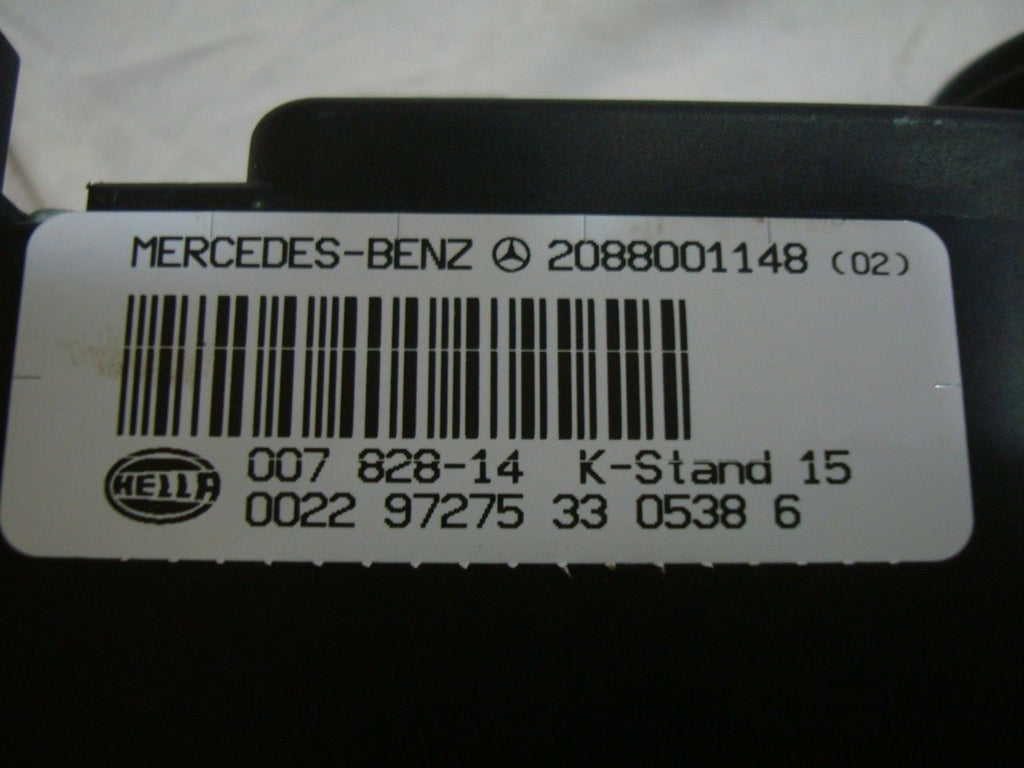 MERCEDES-BENZ 2088001148 (02)
HELLA 007 828-14 K-Stand 15
0022 97275 33 0538 6